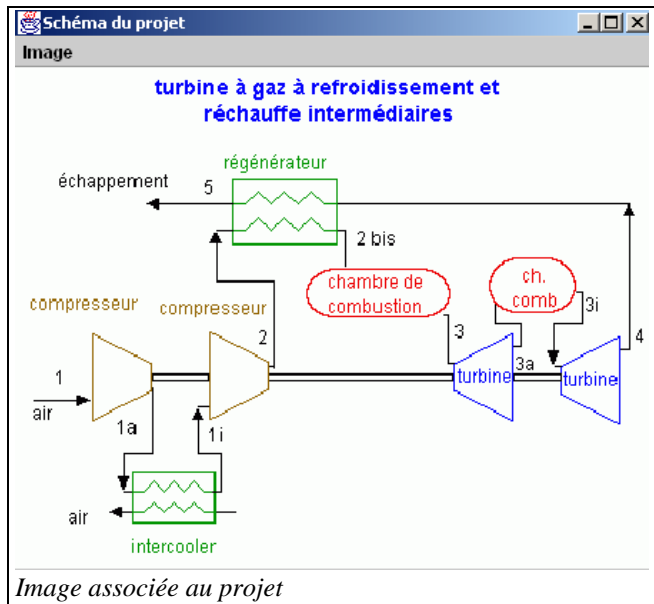 Schéma du projet
Image
turbine à gaz à refroidissement et
réchauffe intermédiaires
régénérateur
échappement
5
2 bis
chambre de
combustion
ch.
comb
3i
compresseur
compresseur
2
3
4
1
turbine
3a
turbine
air
1a
1i
air
intercooler
Image associée au projet